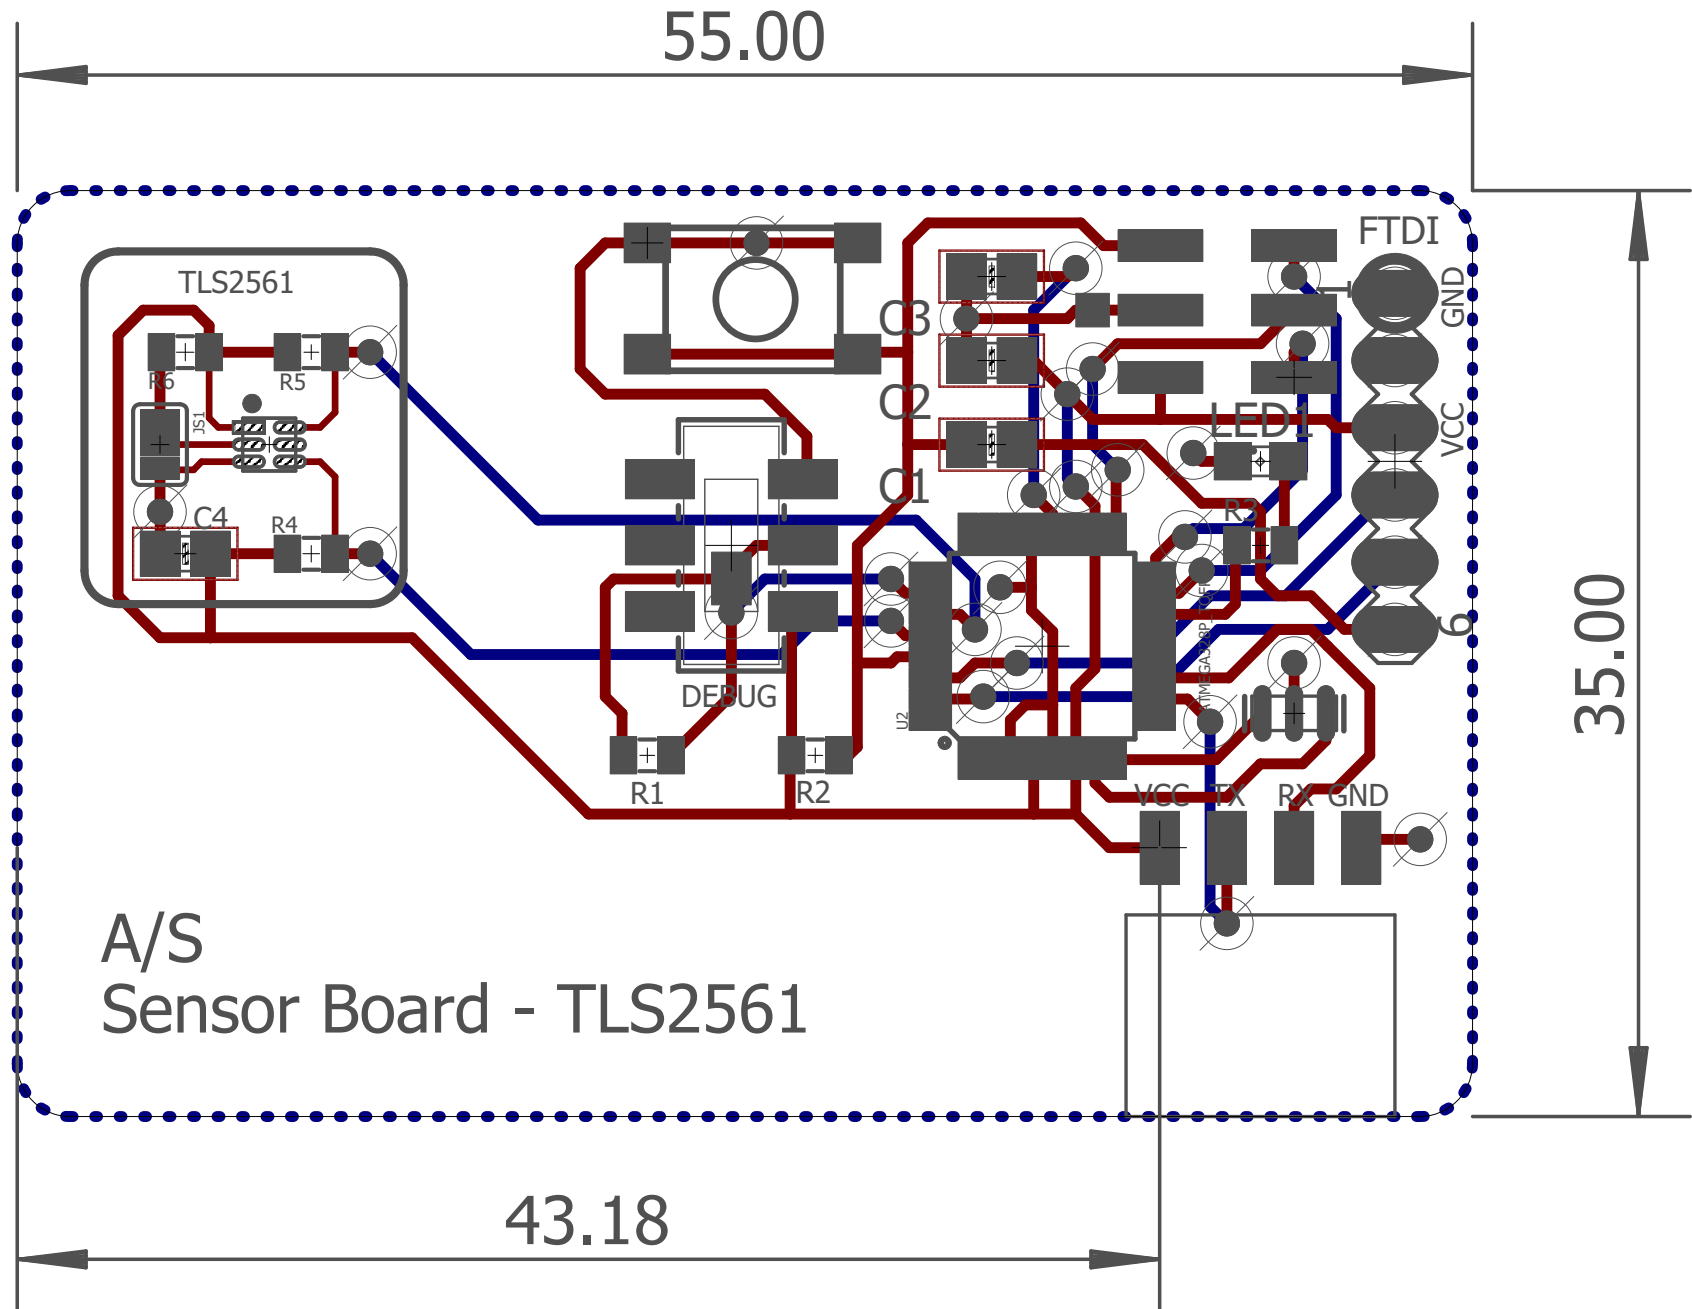 55.00
FTDI
TLS2561
1
GND
C3
R6
R5
C2
LED1
VCC
JS1
C1
C4
R4
R3
35.00
6
DEBUG
U2
R1
R2
VCC TX RX GND
A/S
Sensor Board - TLS2561
43.18